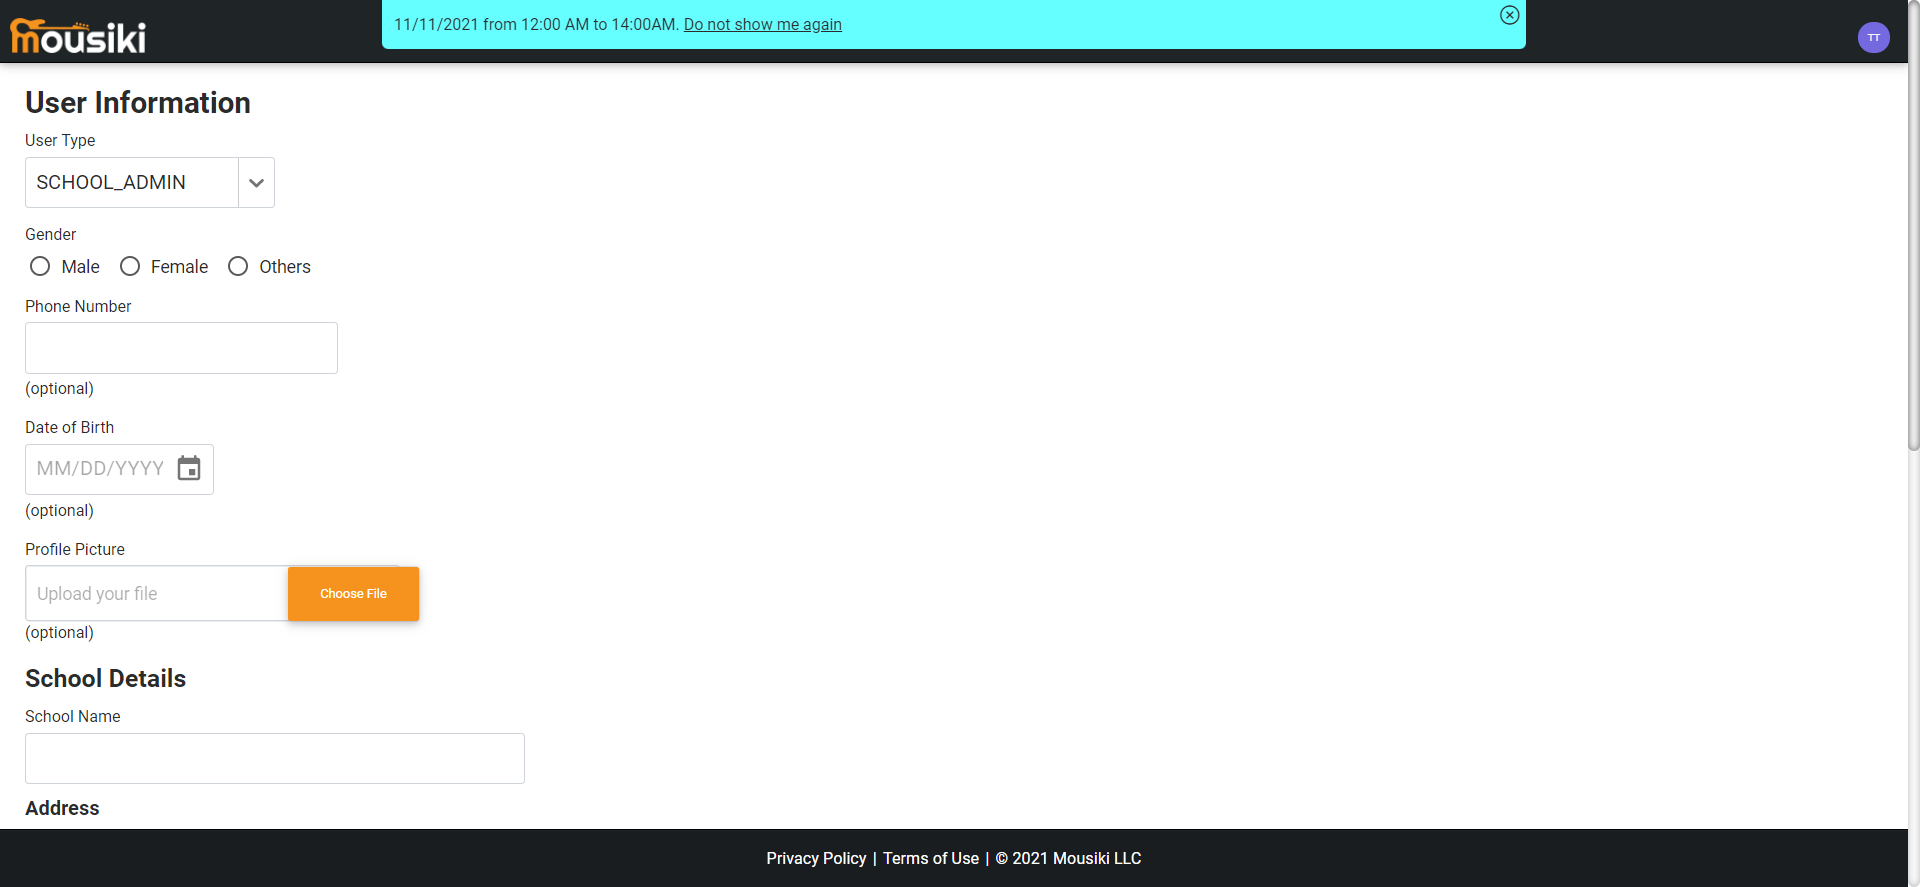 mousiki
11/11/2021 from 12:00 AM to 14:00AM. Do not show me again
TT
User Information
User Type
SCHOOL_ADMIN
Gender
Male Female Others
Phone Number
(optional)
Date of Birth
MM/DD/YYYY
(optional)
Profile Picture
Upload your file Choose File
(optional)
School Details
School Name
Address
Privacy Policy | Terms of Use | © 2021 Mousiki LLC